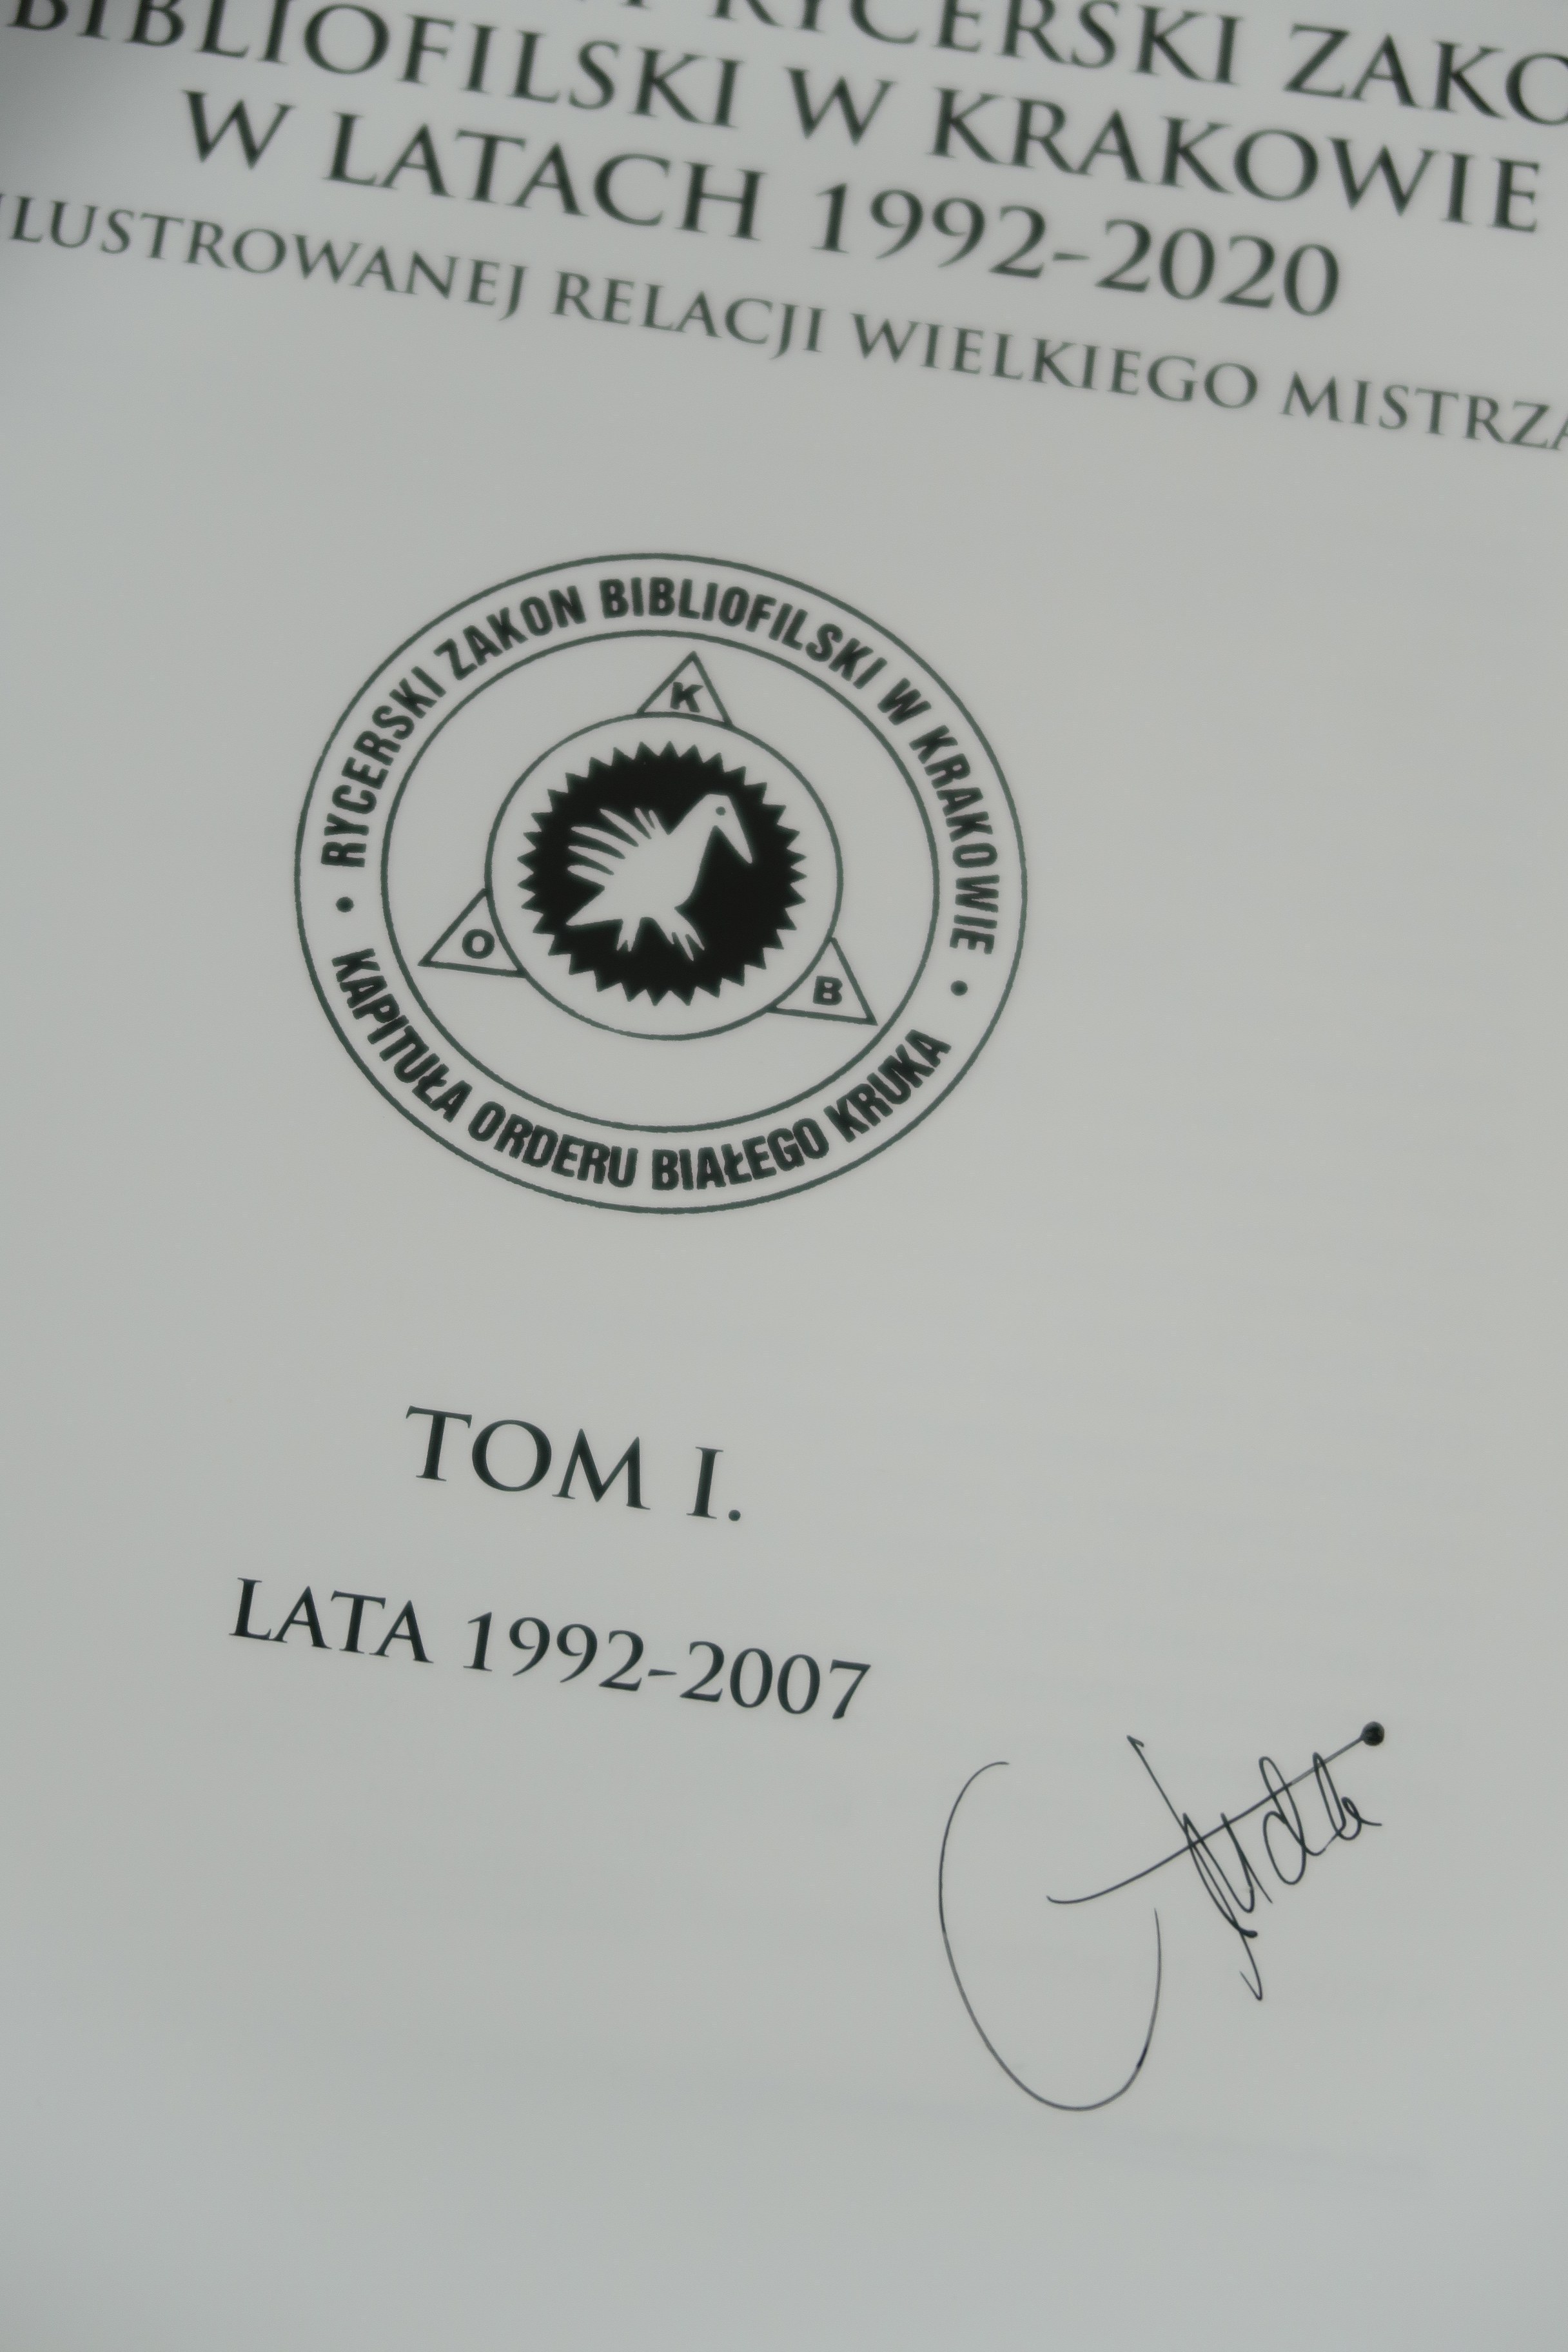 RYCERSKI ZAKO
BIBLIOFILSKI W KRAKOWIE
W LATACH 1992-2020
ILUSTROWANEJ RELACJI WIELKIEGO MISTRZA
• RYCERSKI ZAKON BIBLIOFILSKI W KRAKOWIE •
K
O
B
KAPITUŁA ORDERU BIAŁEGO KRUKA
TOM I.
LATA 1992-2007